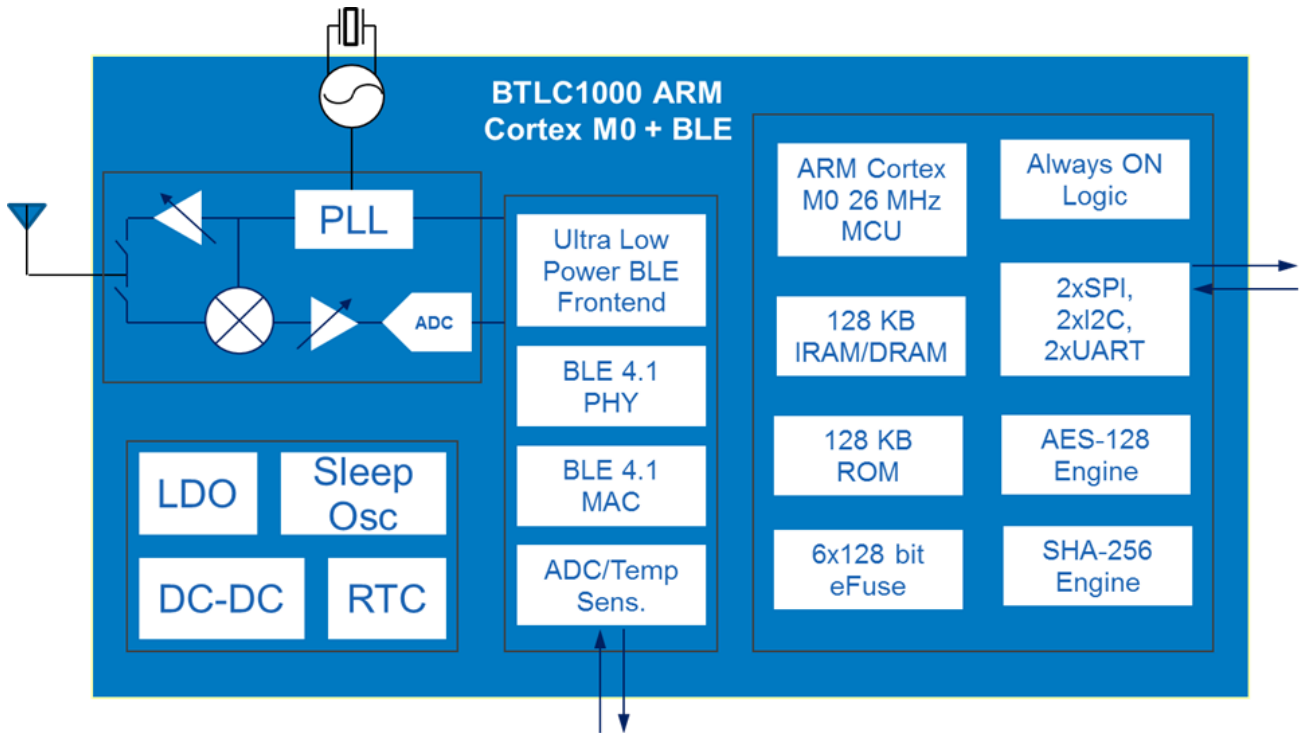 BTLC1000 ARM
Cortex M0 + BLE
PLL
ADC
LDO
Sleep
Osc
DC-DC
RTC
Ultra Low
Power BLE
Frontend
BLE 4.1
PHY
BLE 4.1
MAC
ADC/Temp
Sens.
ARM Cortex
M0 26 MHz
MCU
128 KB
IRAM/DRAM
128 KB
ROM
6x128 bit
eFuse
Always ON
Logic
2xSPI,
2xI2C,
2xUART
AES-128
Engine
SHA-256
Engine